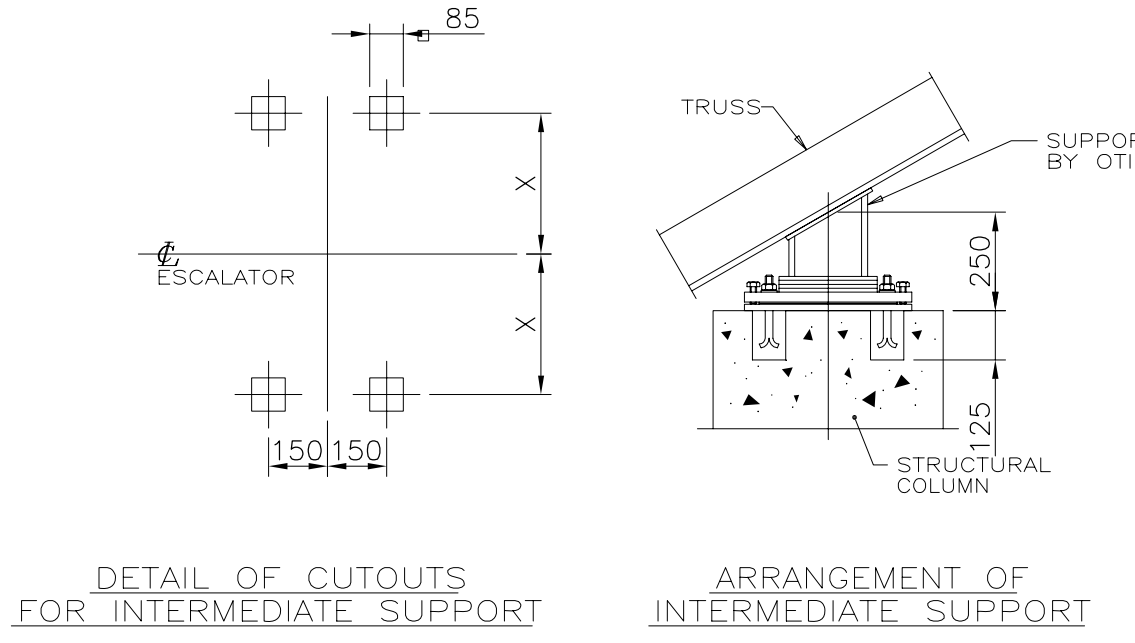 85
X
℄
ESCALATOR
X
150 150
DETAIL OF CUTOUTS
FOR INTERMEDIATE SUPPORT
TRUSS
SUPPOR
BY OTI
250
125
STRUCTURAL
COLUMN
ARRANGEMENT OF
INTERMEDIATE SUPPORT